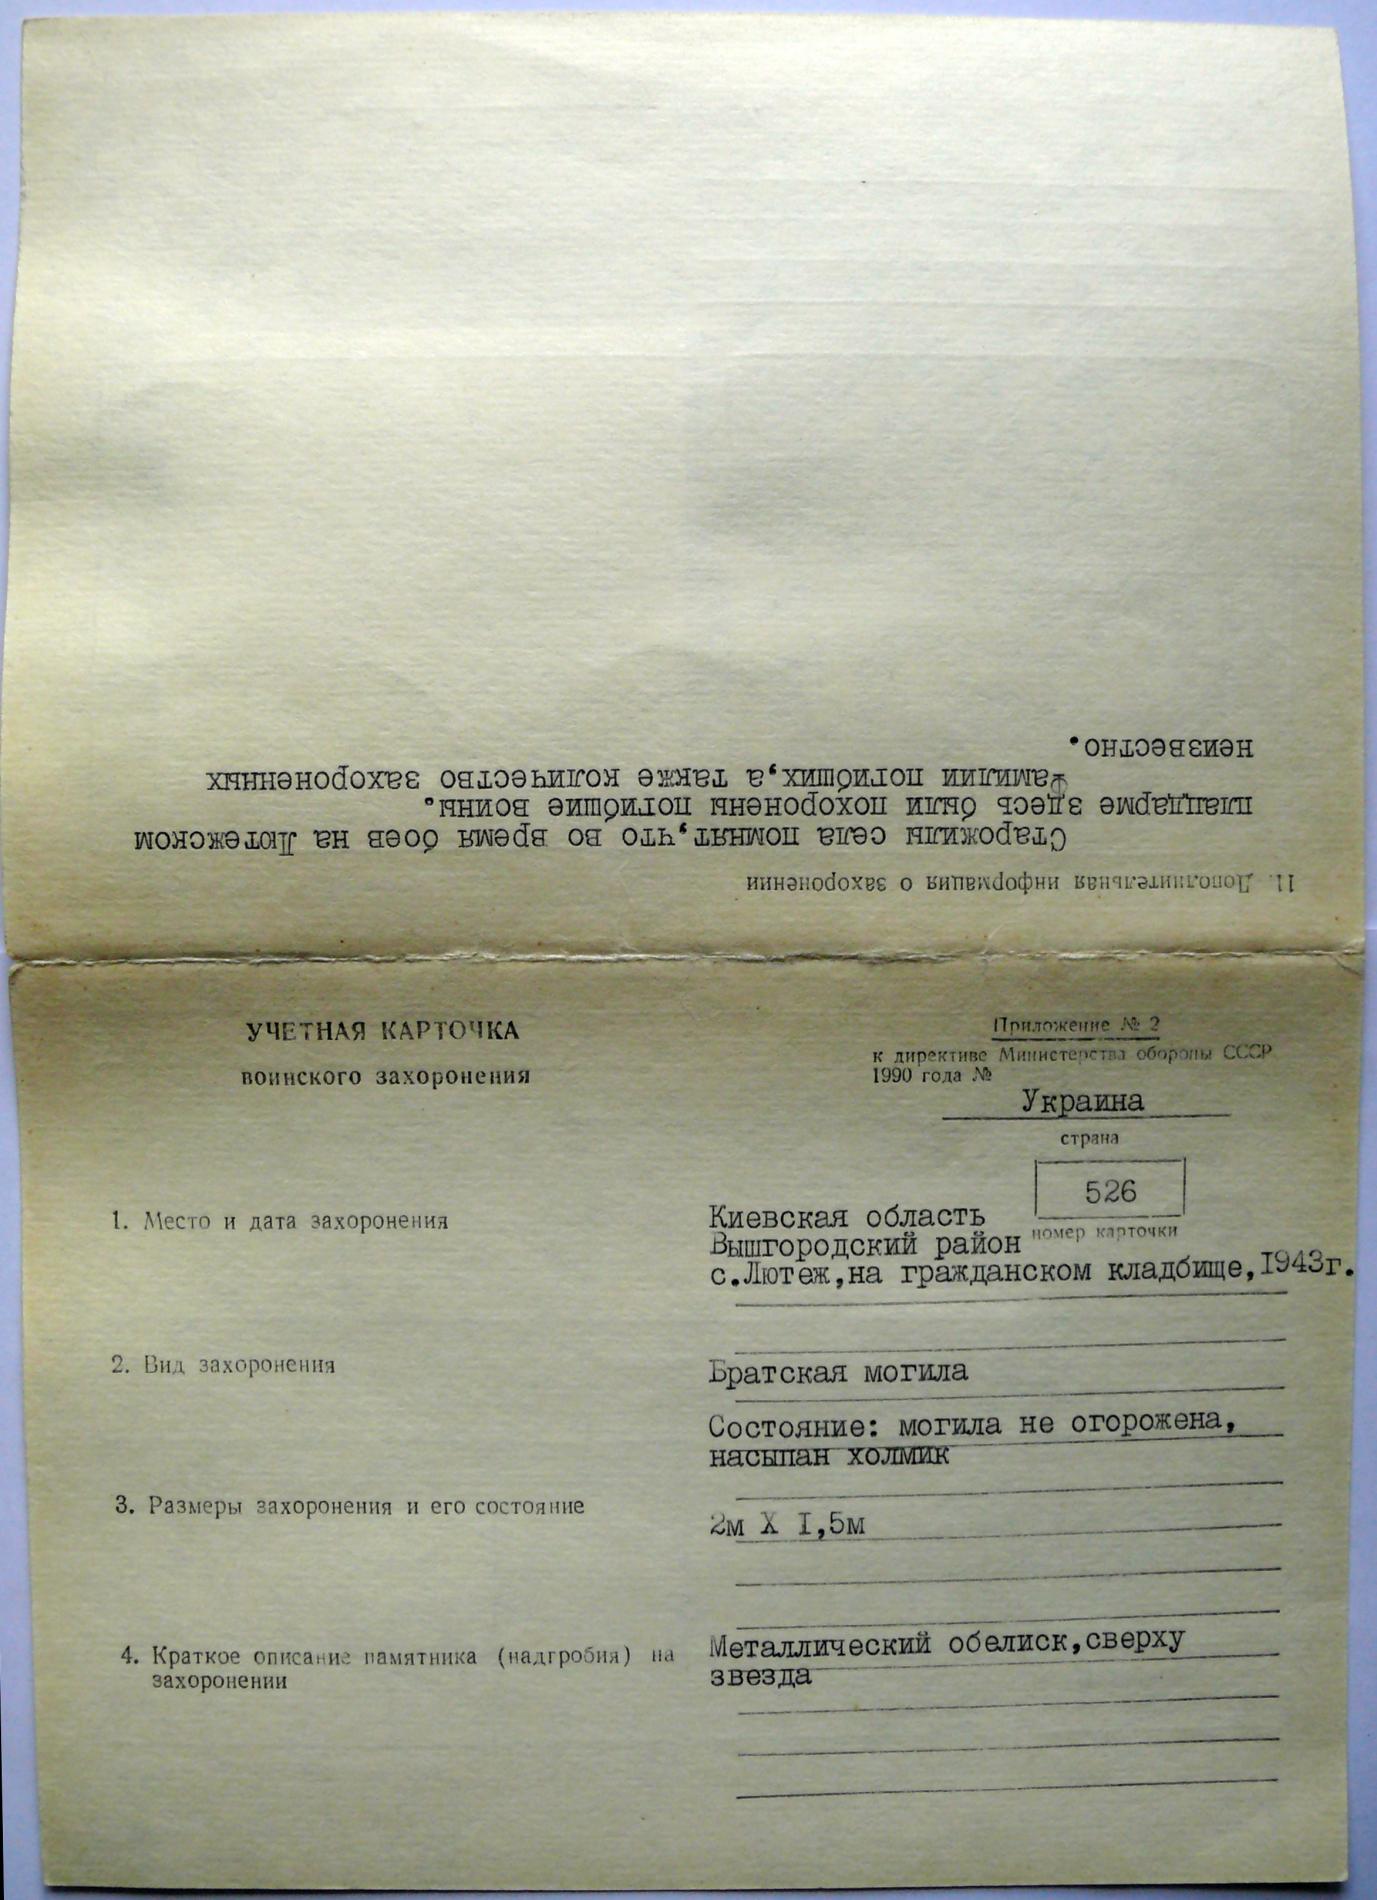 УЧЕТНАЯ КАРТОЧКА
воинского захоронения
Приложение № 2
к директиве Министерства обороны СССР
1990 года №
Украина
страна
526
номер карточки
1. Место и дата захоронения
Киевская область
Вышгородский район
с.Лютеж,на гражданском кладбище,1943г.
2. Вид захоронения
Братская могила
Состояние: могила не огорожена,
насыпан холмик
3. Размеры захоронения и его состояние
2м X 1,5м
4. Краткое описание памятника (надгробия) на
захоронении
Металлический обелиск,сверху
звезда
11. Дополнительная информация о захоронении
Старожилы села помнят,что во время боев на Лютежском
плацдарме здесь были похоронены погибшие воины.
Фамилии погибших,а также количество захороненных
неизвестно.